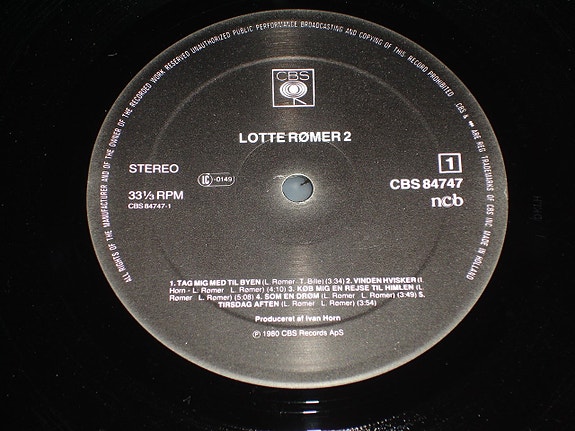 ALL RIGHTS OF THE MANUFACTURER AND OF THE OWNER OF THE RECORDED WORK RESERVED UNAUTHORIZED PUBLIC PERFORMANCE BROADCASTING AND COPYING OF THIS RECORD PROHIBITED
CBS & ARE REG. TRADEMARKS OF CBS INC. MADE IN HOLLAND
CBS
LOTTE RØMER 2
STEREO
LC -0149
1
33⅓ RPM
CBS 84747
CBS 84747-1
ncb
1. TAG MIG MED TIL BYEN (L. Rømer T. Bille) (3:34) 2. VINDEN HVISKER (I.
Horn - L. Rømer L. Rømer) (4:10) 3. KØB MIG EN REJSE TIL HIMLEN (L.
Rømer L. Rømer) (5:08) 4. SOM EN DRØM (L. Rømer L. Rømer) (3:49) 5.
TIRSDAG AFTEN (L. Rømer L. Rømer) (3:54)
Produceret af Ivan Horn
℗ 1980 CBS Records ApS